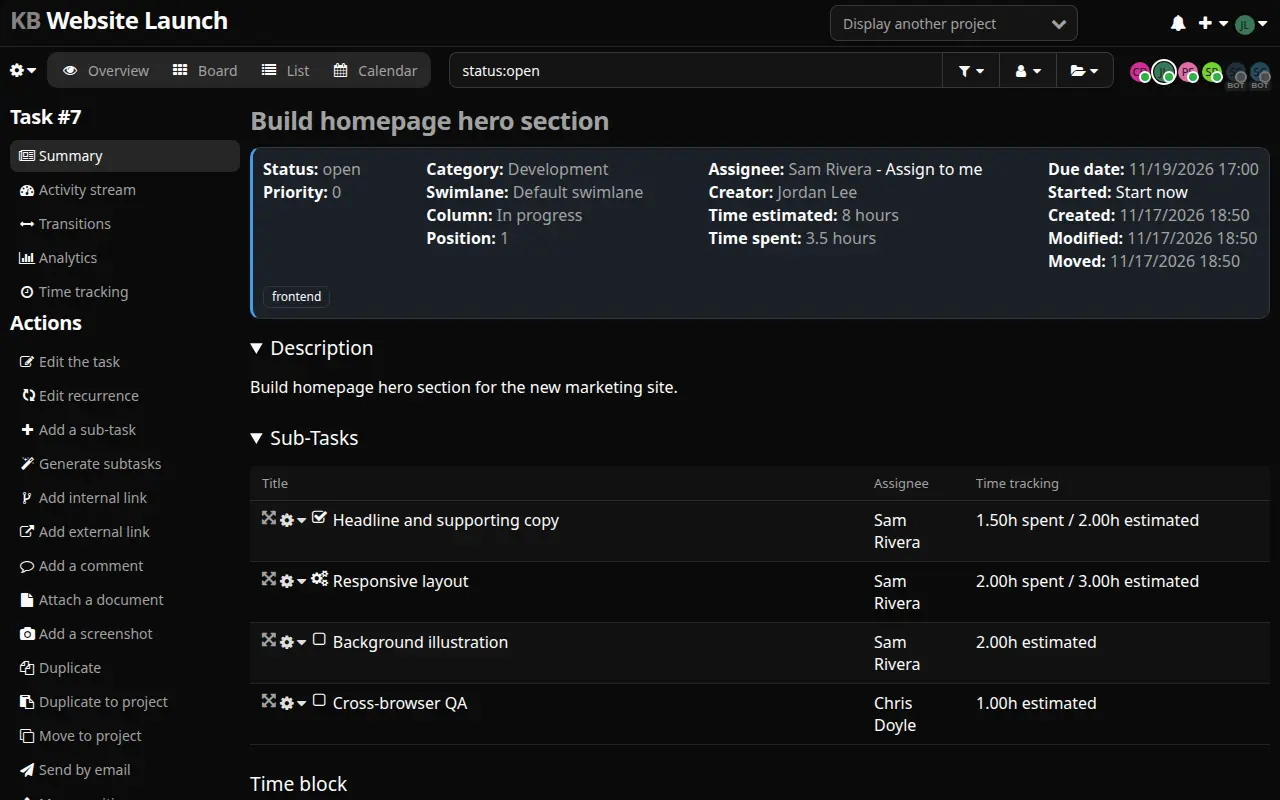 KB Website Launch
Display another project
JL
Overview
Board
List
Calendar
status:open
BOT
BOT
Task #7
Summary
Activity stream
Transitions
Analytics
Time tracking
Actions
Edit the task
Edit recurrence
Add a sub-task
Generate subtasks
Add internal link
Add external link
Add a comment
Attach a document
Add a screenshot
Duplicate
Duplicate to project
Move to project
Send by email
Build homepage hero section
Status: open
Priority: 0
Category: Development
Swimlane: Default swimlane
Column: In progress
Position: 1
Assignee: Sam Rivera - Assign to me
Creator: Jordan Lee
Time estimated: 8 hours
Time spent: 3.5 hours
Due date: 11/19/2026 17:00
Started: Start now
Created: 11/17/2026 18:50
Modified: 11/17/2026 18:50
Moved: 11/17/2026 18:50
frontend
Description
Build homepage hero section for the new marketing site.
Sub-Tasks
Title Assignee Time tracking
Headline and supporting copy Sam Rivera 1.50h spent / 2.00h estimated
Responsive layout Sam Rivera 2.00h spent / 3.00h estimated
Background illustration Sam Rivera 2.00h estimated
Cross-browser QA Chris Doyle 1.00h estimated
Time block